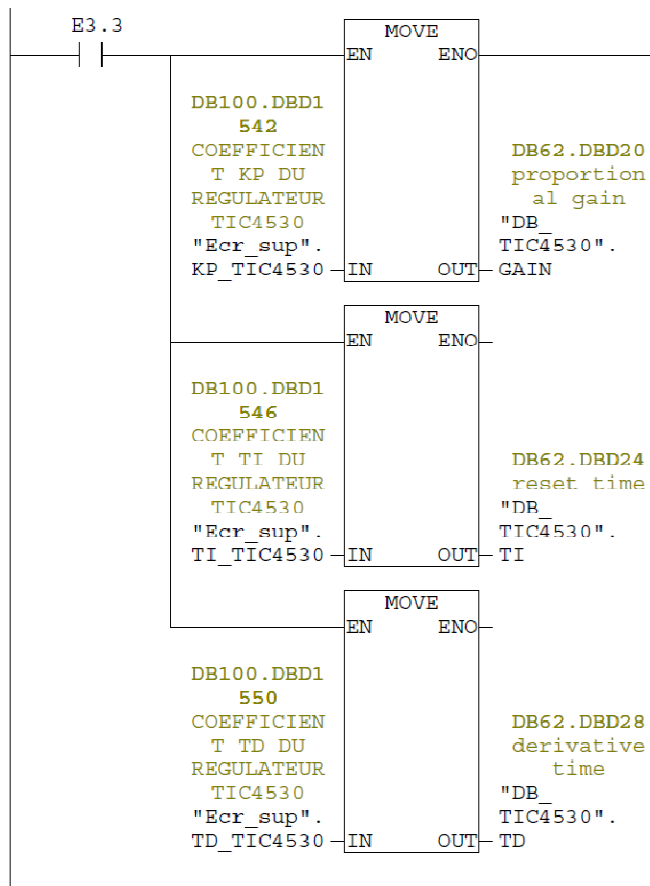 E3.3
MOVE
EN ENO
DB100.DBD1
542
COEFFICIEN
T KP DU
REGULATEUR
TIC4530
"Ecr_sup".
KP_TIC4530
IN OUT
DB62.DBD20
proportion
al gain
"DB_
TIC4530".
GAIN
MOVE
EN ENO
DB100.DBD1
546
COEFFICIEN
T TI DU
REGULATEUR
TIC4530
"Ecr_sup".
TI_TIC4530
IN OUT
DB62.DBD24
reset time
"DB_
TIC4530".
TI
MOVE
EN ENO
DB100.DBD1
550
COEFFICIEN
T TD DU
REGULATEUR
TIC4530
"Ecr_sup".
TD_TIC4530
IN OUT
DB62.DBD28
derivative
time
"DB_
TIC4530".
TD